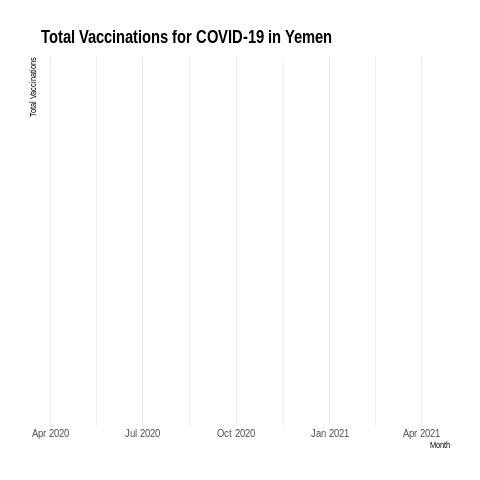 Total Vaccinations for COVID-19 in Yemen
Total Vaccinations
Apr 2020 Jul 2020 Oct 2020 Jan 2021 Apr 2021
Month